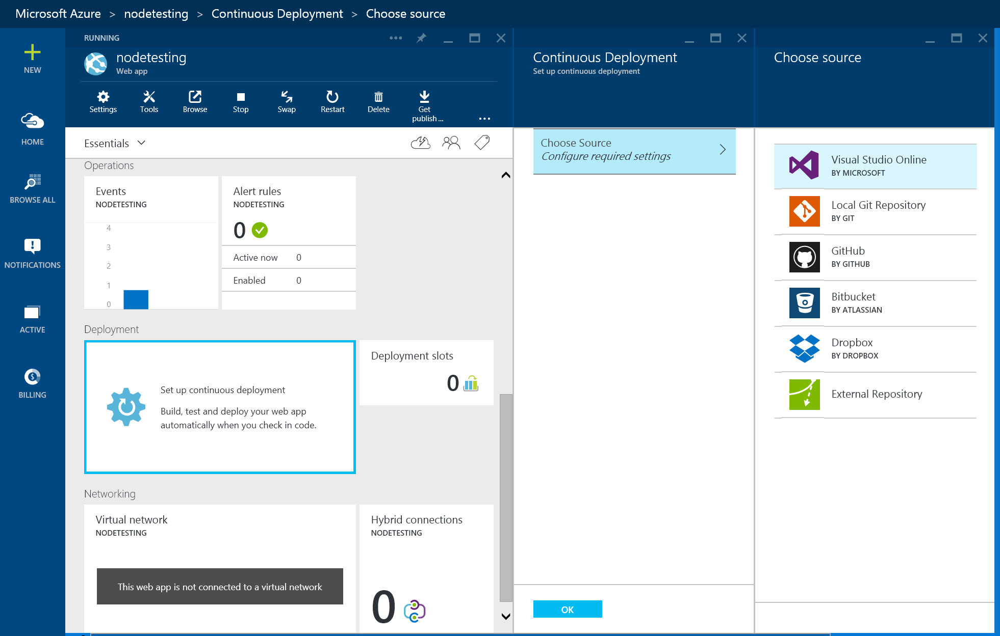 Microsoft Azure > nodetesting > Continuous Deployment > Choose source
NEW
HOME
BROWSE ALL
NOTIFICATIONS
ACTIVE
BILLING
RUNNING
nodetesting
Web app
Settings
Tools
Browse
Stop
Swap
Restart
Delete
Get
publish ...
Essentials
Operations
Events
NODETESTING
4
3
2
1
0
Alert rules
NODETESTING
0
Active now 0
Enabled 0
Deployment
Set up continuous deployment
Build, test and deploy your web app
automatically when you check in code.
Deployment slots
0
Networking
Virtual network
NODETESTING
This web app is not connected to a virtual network
Hybrid connections
NODETESTING
0
Continuous Deployment
Set up continuous deployment
Choose Source
Configure required settings
OK
Choose source
Visual Studio Online
BY MICROSOFT
Local Git Repository
BY GIT
GitHub
BY GITHUB
Bitbucket
BY ATLASSIAN
Dropbox
BY DROPBOX
External Repository